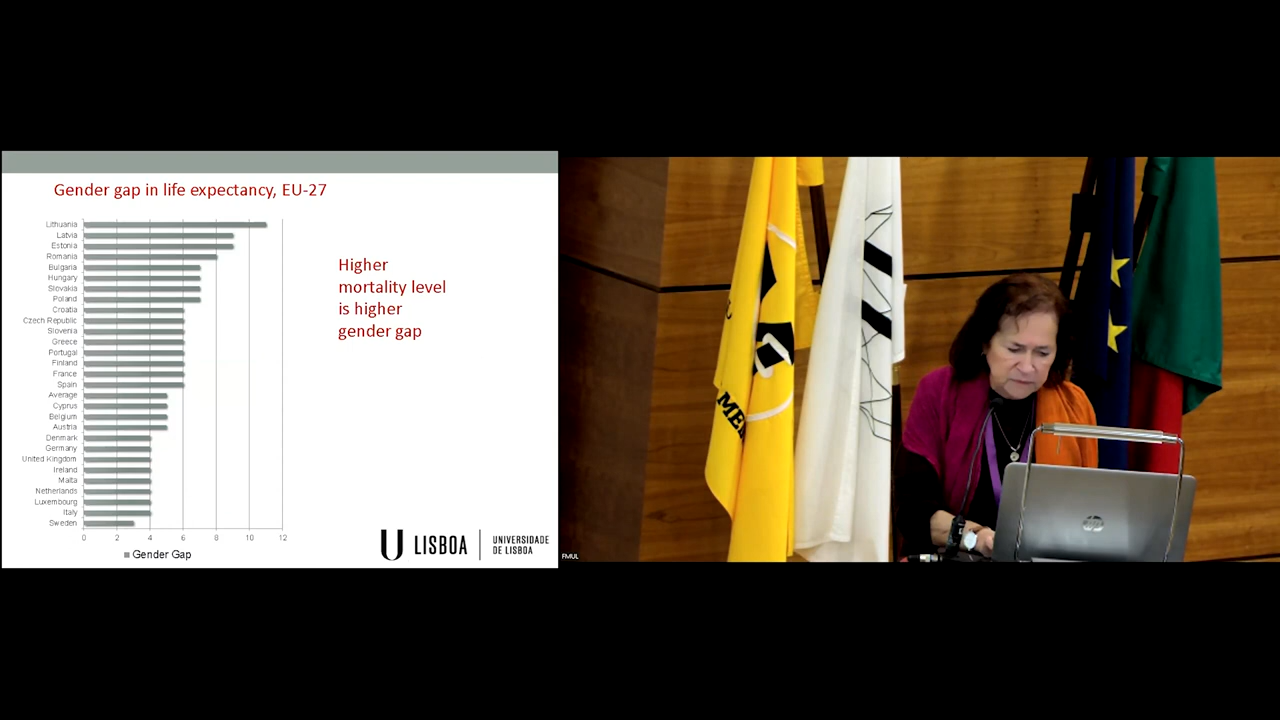 Gender gap in life expectancy, EU-27
Lithuania
Latvia
Estonia
Romania
Bulgaria
Hungary
Slovakia
Poland
Croatia
Czech Republic
Slovenia
Greece
Portugal
Finland
France
Spain
Average
Cyprus
Belgium
Austria
Denmark
Germany
United Kingdom
Ireland
Malta
Netherlands
Luxembourg
Italy
Sweden
0 2 4 6 8 10 12
Gender Gap
Higher
mortality level
is higher
gender gap
U LISBOA
UNIVERSIDADE
DE LISBOA
FMUL
hp